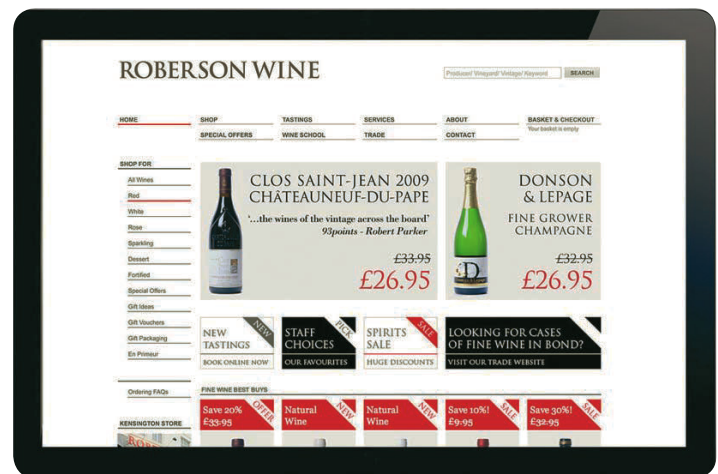 ROBERSON WINE
Producer/ Vineyard/ Vintage/ Keyword SEARCH
HOME SHOP TASTINGS SERVICES ABOUT BASKET & CHECKOUT
SPECIAL OFFERS WINE SCHOOL TRADE CONTACT Your basket is empty
SHOP FOR
All Wines
Red
White
Rose
Sparkling
Dessert
Fortified
Special Offers
Gift Ideas
Gift Vouchers
Gift Packaging
En Primeur
Ordering FAQs
KENSINGTON STORE
CLOS SAINT-JEAN 2009
CHÂTEAUNEUF-DU-PAPE
‘…the wines of the vintage across the board’
93points - Robert Parker
£33.95
£26.95
DONSON
& LEPAGE
FINE GROWER
CHAMPAGNE
£32.95
£26.95
NEW
TASTINGS
NEW
BOOK ONLINE NOW
STAFF
CHOICES
PICK
OUR FAVOURITES
SPIRITS
SALE
SALE
HUGE DISCOUNTS
LOOKING FOR CASES
OF FINE WINE IN BOND?
VISIT OUR TRADE WEBSITE
FINE WINE BEST BUYS
Save 20%
£33.95
OFFER
Natural
Wine
NEW
Natural
Wine
NEW
Save 10%!
£9.95
SALE
Save 30%!
£32.95
SALE